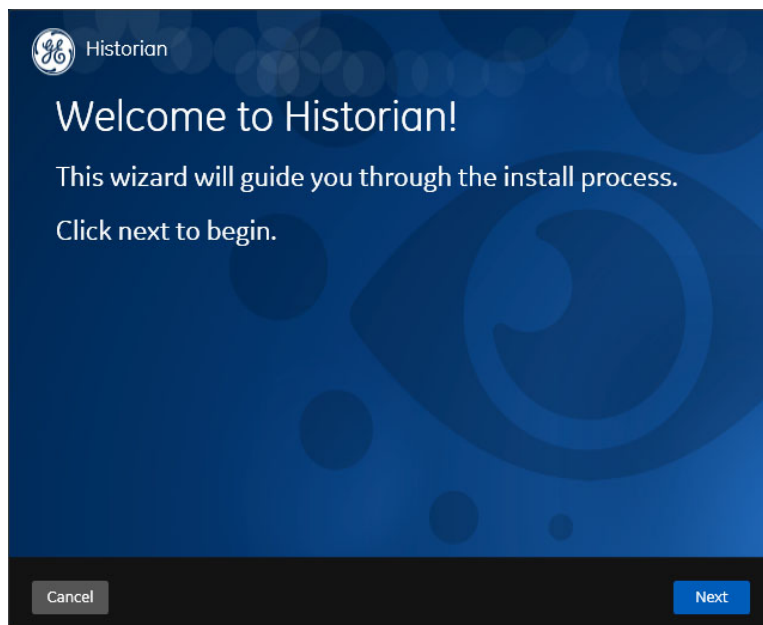 Historian
Welcome to Historian!
This wizard will guide you through the install process.
Click next to begin.
Cancel
Next